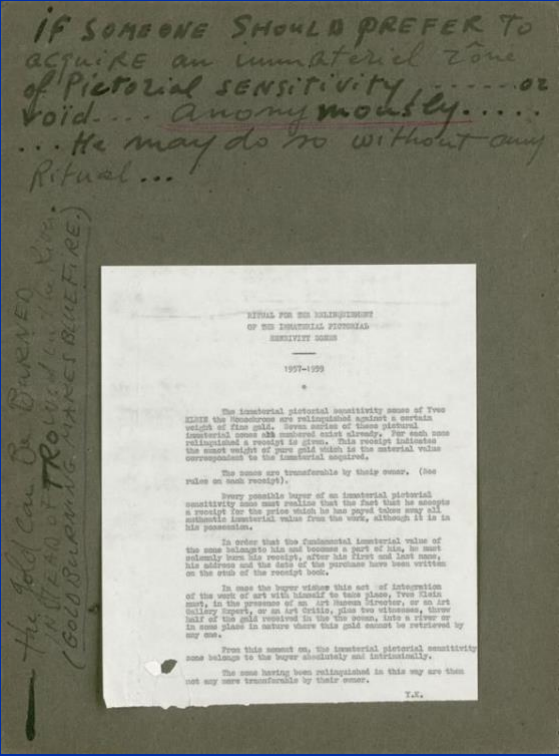 iF SOMEONE SHOULD PREFER TO
acquire an immaterial zone
of Pictorial SENSITIVITY ........ or
void.... anonymously.....
... He may do so without any
Ritual...
the gold can Be BURNED
INSTEAD OF THROWN in the River.
(GOLD BURNING MAKES BLUE FIRE.)
RITUAL FOR THE RELINQUISHMENT
OF THE IMMATERIAL PICTORIAL
SENSIVITY ZONES
1957-1959
The immaterial pictorial sensitivity zones of Yves
KLEIN the Monochrome are relinquished against a certain
weight of fine gold. Seven series of these pictural
immaterial zones all numbered exist already. For each zone
relinquished a receipt is given. This receipt indicates
the exact weight of pure gold which is the material value
correspondent to the immaterial acquired.
The zones are transferable by their owner. (See
rules on each receipt).
Every possible buyer of an immaterial pictorial
sensitivity zone must realize that the fact that he accepts
a receipt for the price which he has payed takes away all
authentic immaterial value from the work, although it is in
his possession.
In order that the fundamental immaterial value of
the zone belongs to him and become a part of him, he must
solemnly burn his receipt, after his first and last name,
his address and the date of the purchase have been written
on the stub of the receipt book.
In case the buyer wishes this act of integration
of the work of art with himself to take place, Yves Klein
must, in the presence of an Art Museum Director, or an Art
Gallery Expert, or an Art Critic, plus two witnesses, throw
half of the gold received in the ocean, into a river or
in some place in nature where this gold cannot be retrieved by
any one.
From this moment on, the immaterial pictorial sensitivity
zone belongs to the buyer absolutely and intrinsically.
The zones having been relinquished in this way are then
not any more transferable by their owner.
Y.K.